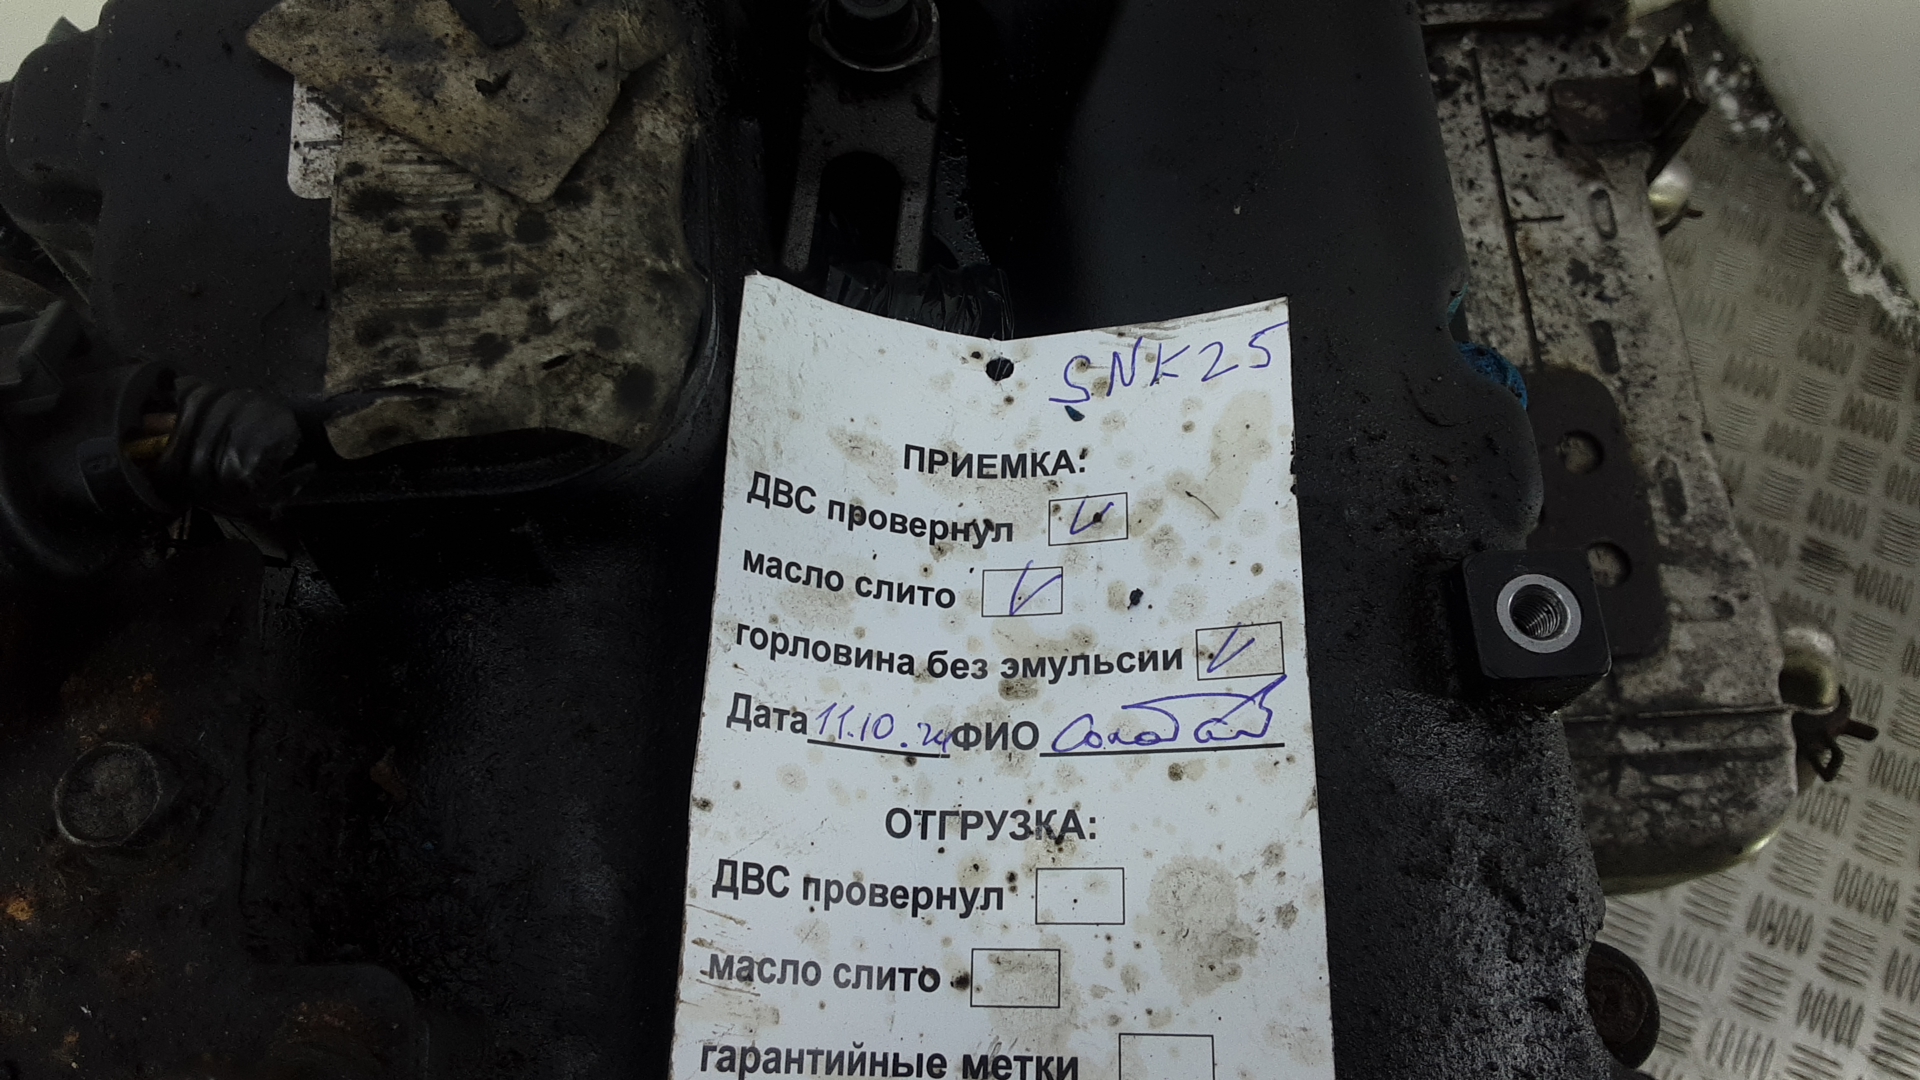 SNK25
ПРИЕМКА:
ДВС провернул
масло слито
горловина без эмульсии
Дата 11.10.24 ФИО
ОТГРУЗКА:
ДВС провернул
масло слито
гарантийные метки